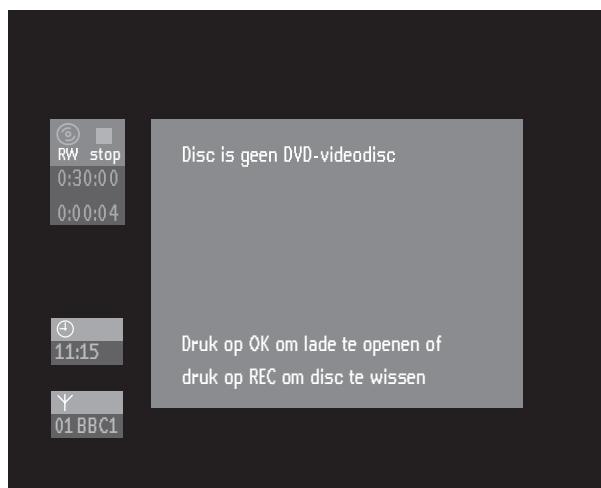 RW stop
0:30:00
0:00:04
Disc is geen DVD-videodisc
11:15
01 BBC1
Druk op OK om lade te openen of
druk op REC om disc te wissen